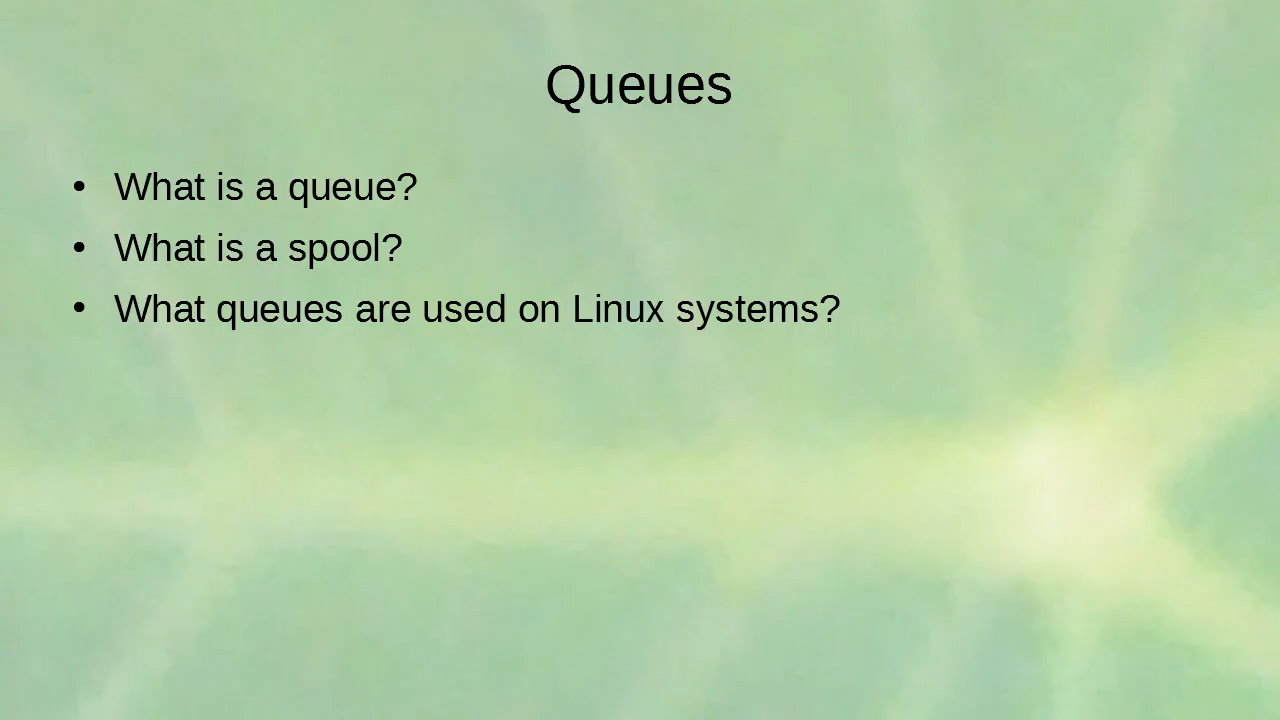 Queues
• What is a queue?
• What is a spool?
• What queues are used on Linux systems?